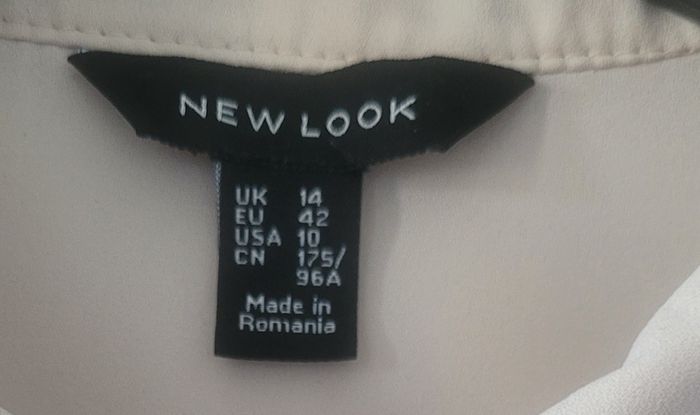 NEW LOOK
UK 14
EU 42
USA 10
CN 175/
96A
Made in
Romania